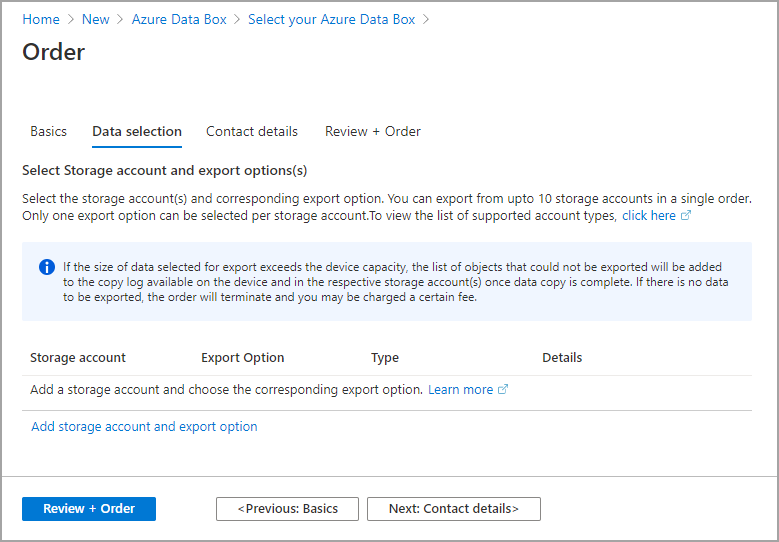 Home > New > Azure Data Box > Select your Azure Data Box >
Order
Basics Data selection Contact details Review + Order
Select Storage account and export options(s)
Select the storage account(s) and corresponding export option. You can export from upto 10 storage accounts in a single order.
Only one export option can be selected per storage account.To view the list of supported account types, click here
If the size of data selected for export exceeds the device capacity, the list of objects that could not be exported will be added
to the copy log available on the device and in the respective storage account(s) once data copy is complete. If there is no data
to be exported, the order will terminate and you may be charged a certain fee.
Storage account Export Option Type Details
Add a storage account and choose the corresponding export option. Learn more
Add storage account and export option
Review + Order <Previous: Basics Next: Contact details>